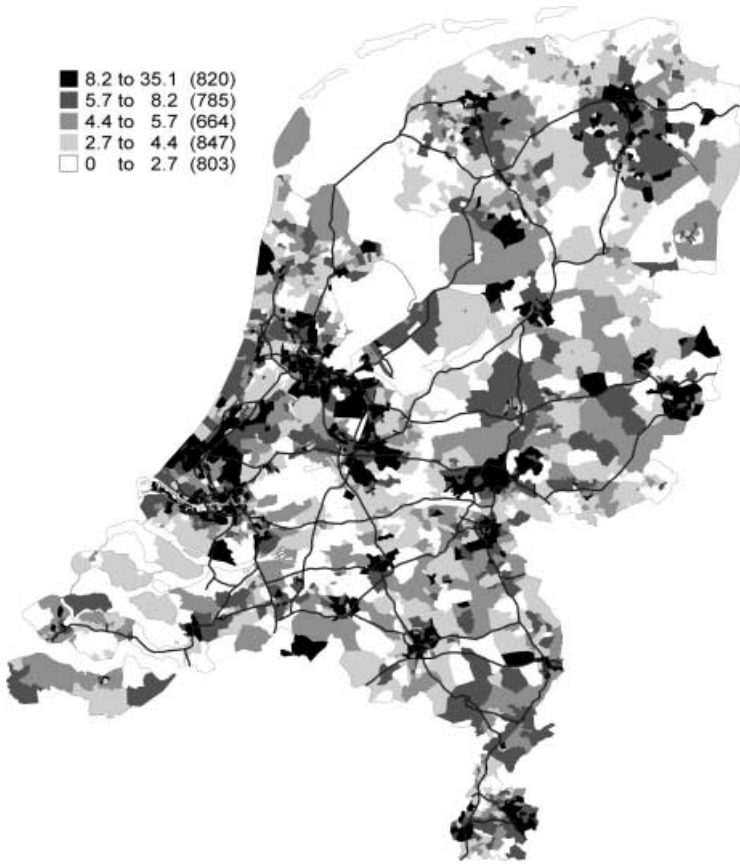 8.2 to 35.1 (820)
5.7 to 8.2 (785)
4.4 to 5.7 (664)
2.7 to 4.4 (847)
0 to 2.7 (803)